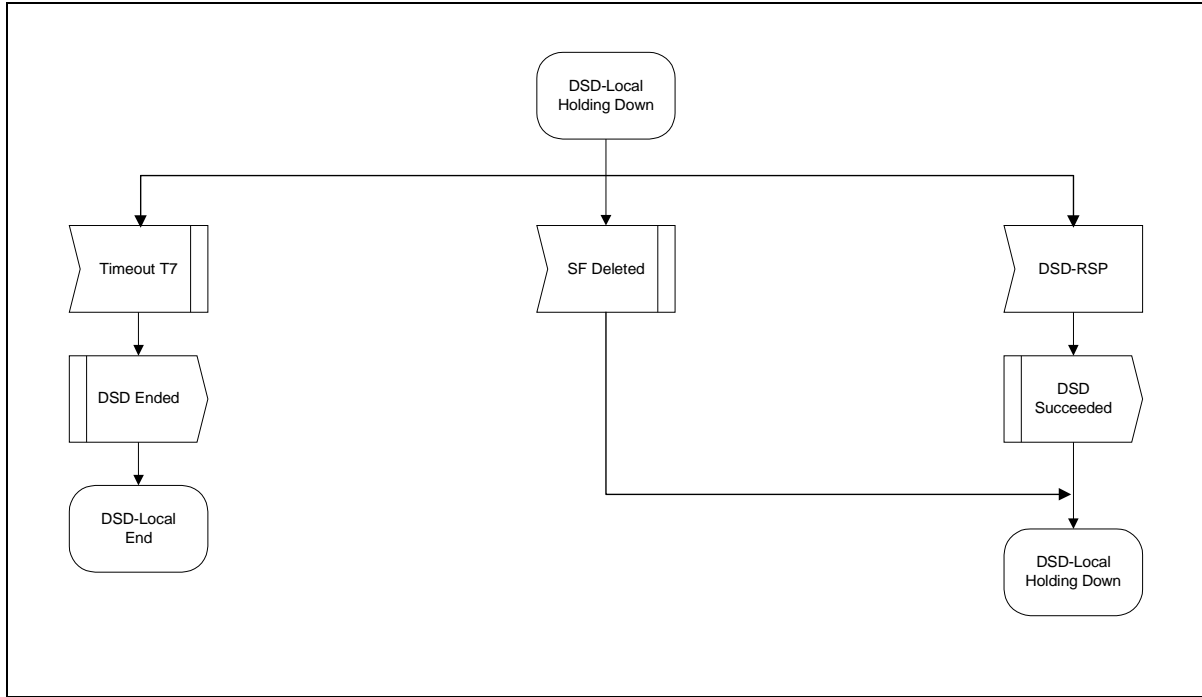 DSD-Local
Holding Down
Timeout T7
SF Deleted
DSD-RSP
DSD Ended
DSD
Succeeded
DSD-Local
End
DSD-Local
Holding Down